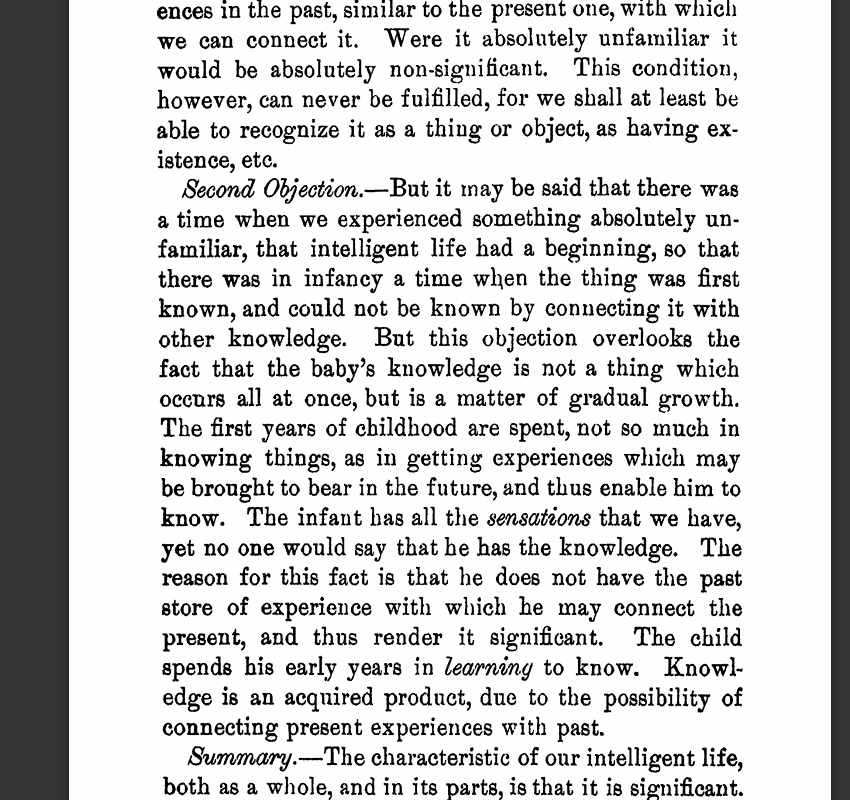 ences in the past, similar to the present one, with which
we can connect it. Were it absolutely unfamiliar it
would be absolutely non-significant. This condition,
however, can never be fulfilled, for we shall at least be
able to recognize it as a thing or object, as having ex-
istence, etc.
Second Objection.—But it may be said that there was
a time when we experienced something absolutely un-
familiar, that intelligent life had a beginning, so that
there was in infancy a time when the thing was first
known, and could not be known by connecting it with
other knowledge. But this objection overlooks the
fact that the baby's knowledge is not a thing which
occurs all at once, but is a matter of gradual growth.
The first years of childhood are spent, not so much in
knowing things, as in getting experiences which may
be brought to bear in the future, and thus enable him to
know. The infant has all the sensations that we have,
yet no one would say that he has the knowledge. The
reason for this fact is that he does not have the past
store of experience with which he may connect the
present, and thus render it significant. The child
spends his early years in learning to know. Knowl-
edge is an acquired product, due to the possibility of
connecting present experiences with past.
Summary.—The characteristic of our intelligent life,
both as a whole, and in its parts, is that it is significant.